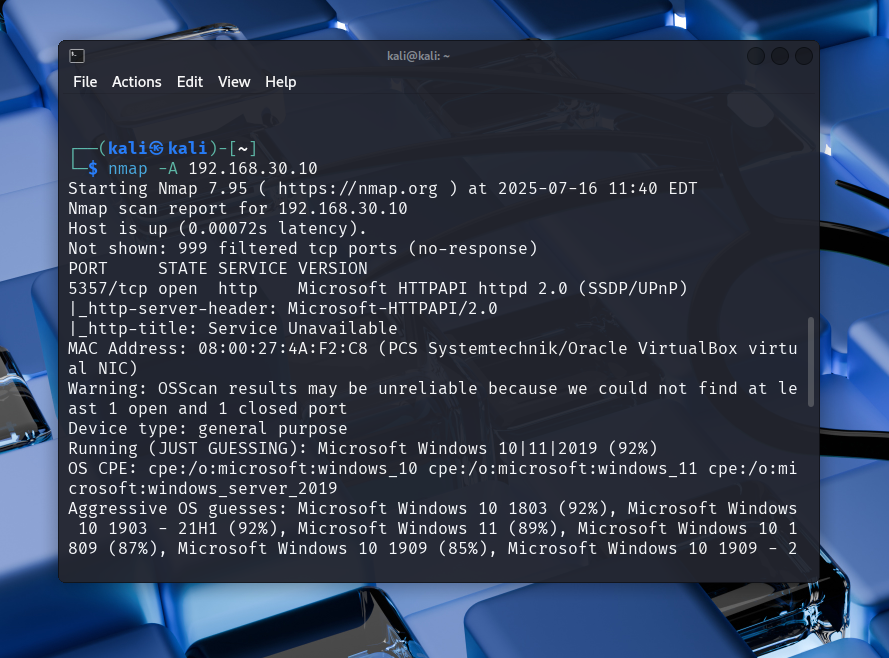 kali@kali: ~
File Actions Edit View Help
┌──(kali㉿kali)-[~]
└─$ nmap -A 192.168.30.10
Starting Nmap 7.95 ( https://nmap.org ) at 2025-07-16 11:40 EDT
Nmap scan report for 192.168.30.10
Host is up (0.00072s latency).
Not shown: 999 filtered tcp ports (no-response)
PORT     STATE SERVICE VERSION
5357/tcp open  http    Microsoft HTTPAPI httpd 2.0 (SSDP/UPnP)
|_http-server-header: Microsoft-HTTPAPI/2.0
|_http-title: Service Unavailable
MAC Address: 08:00:27:4A:F2:C8 (PCS Systemtechnik/Oracle VirtualBox virtu
al NIC)
Warning: OSScan results may be unreliable because we could not find at le
ast 1 open and 1 closed port
Device type: general purpose
Running (JUST GUESSING): Microsoft Windows 10|11|2019 (92%)
OS CPE: cpe:/o:microsoft:windows_10 cpe:/o:microsoft:windows_11 cpe:/o:mi
crosoft:windows_server_2019
Aggressive OS guesses: Microsoft Windows 10 1803 (92%), Microsoft Windows
 10 1903 - 21H1 (92%), Microsoft Windows 11 (89%), Microsoft Windows 10 1
809 (87%), Microsoft Windows 10 1909 (85%), Microsoft Windows 10 1909 - 2